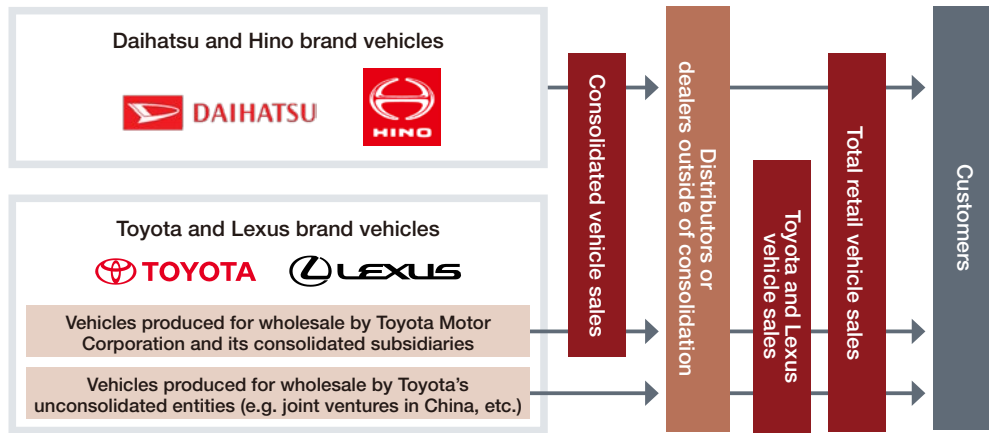 Daihatsu and Hino brand vehicles
DAIHATSU
HINO
Toyota and Lexus brand vehicles
TOYOTA
LEXUS
Vehicles produced for wholesale by Toyota Motor
Corporation and its consolidated subsidiaries
Vehicles produced for wholesale by Toyota’s
unconsolidated entities (e.g. joint ventures in China, etc.)
Consolidated vehicle sales
Distributors or
dealers outside of consolidation
Toyota and Lexus
vehicle sales
Total retail vehicle sales
Customers